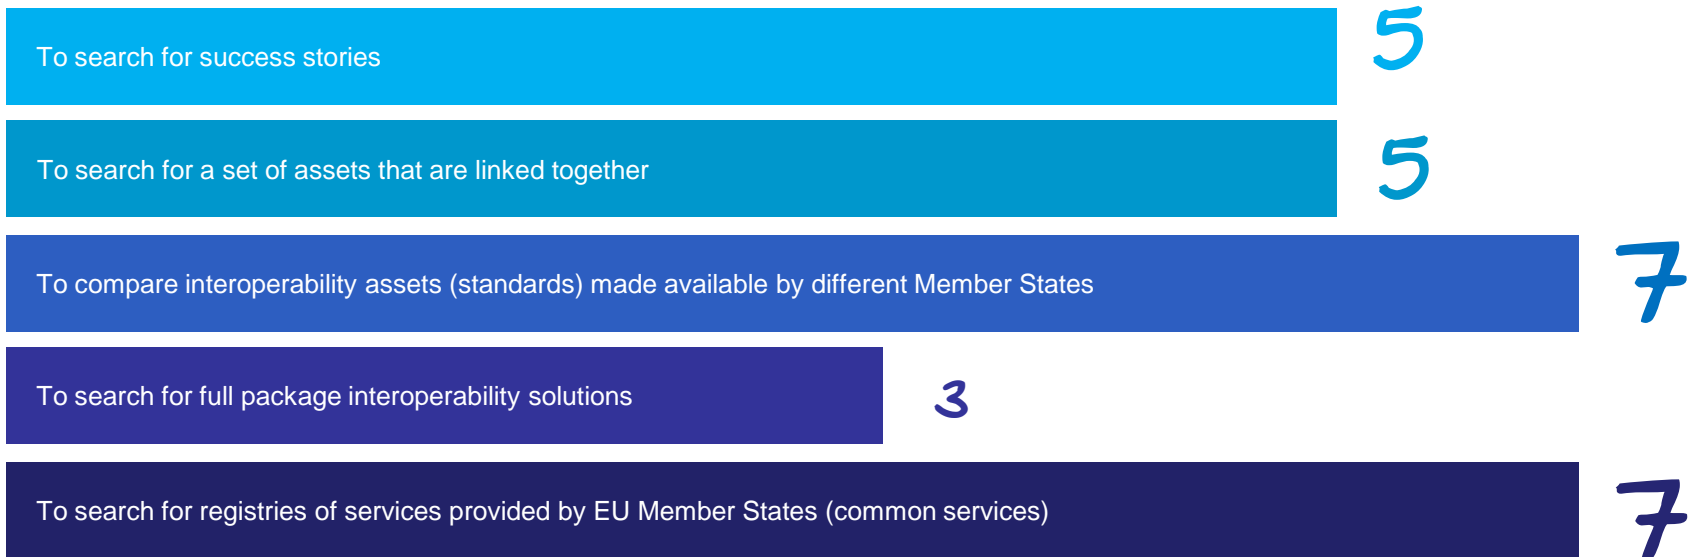 To search for success stories
5
To search for a set of assets that are linked together
5
To compare interoperability assets (standards) made available by different Member States
7
To search for full package interoperability solutions
3
To search for registries of services provided by EU Member States (common services)
7